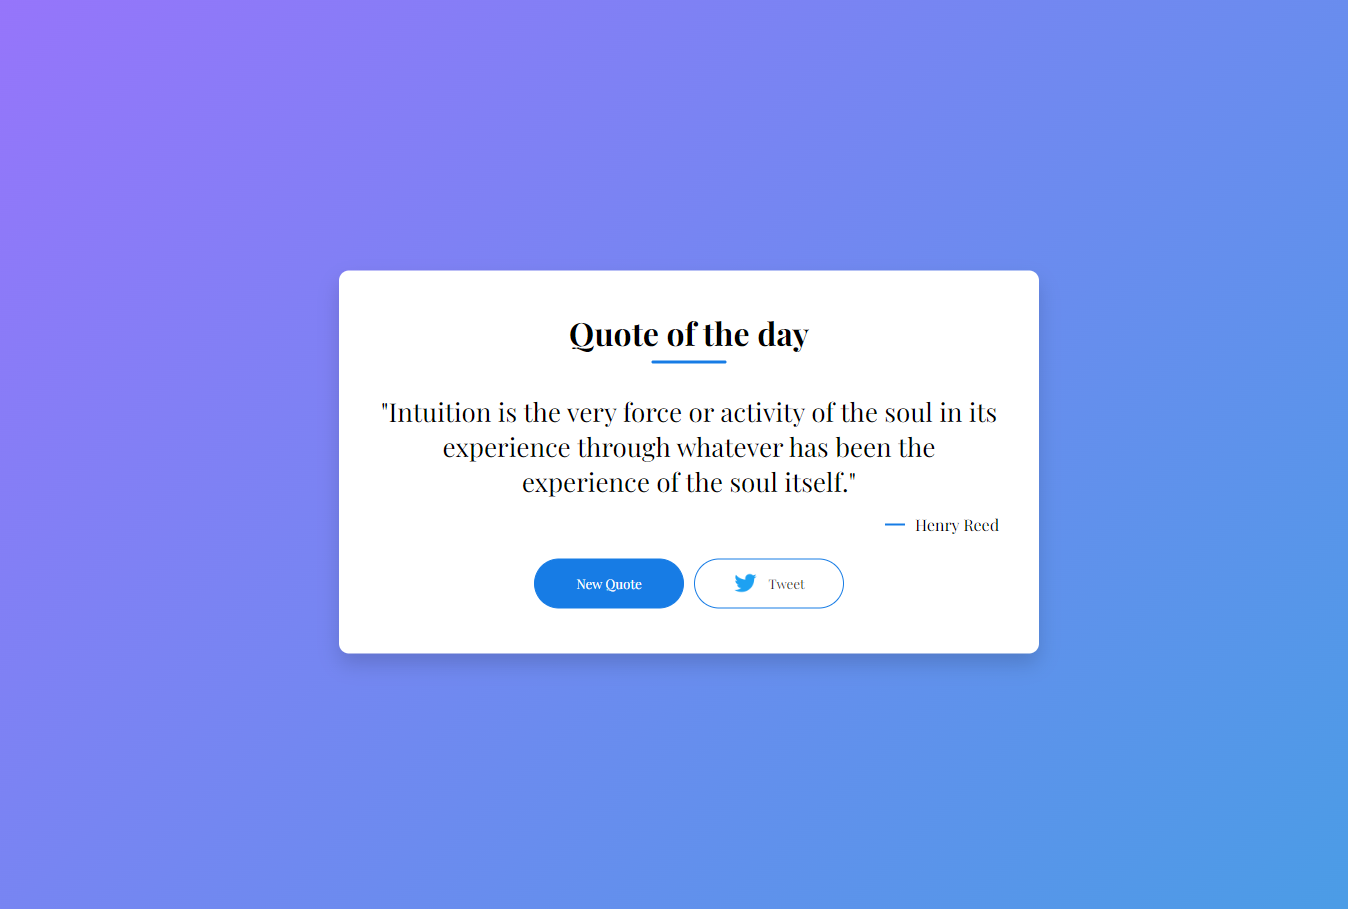 Quote of the day
"Intuition is the very force or activity of the soul in its
experience through whatever has been the
experience of the soul itself."
Henry Reed
New Quote
Tweet